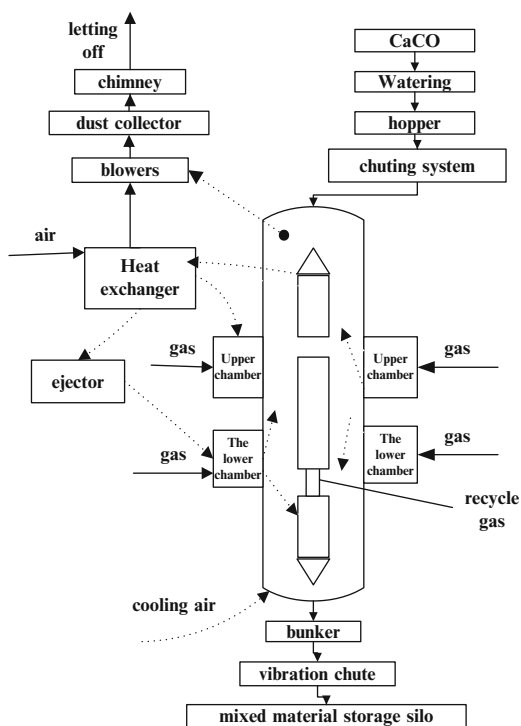 letting
off
chimney
dust collector
blowers
air
Heat
exchanger
ejector
CaCO
Watering
hopper
chuting system
gas
Upper
chamber
Upper
chamber
gas
gas
The
lower
chamber
The
lower
chamber
gas
recycle
gas
cooling air
bunker
vibration chute
mixed material storage silo